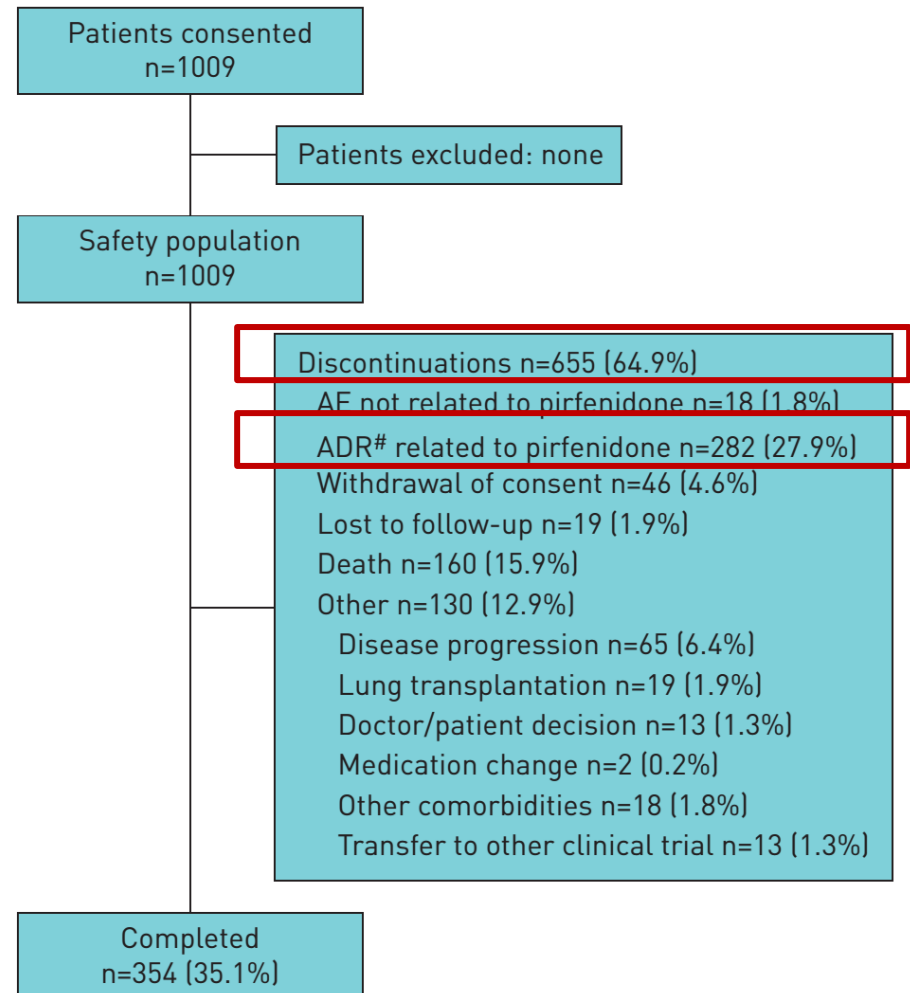 Patients consented
n=1009
Patients excluded: none
Safety population
n=1009
Discontinuations n=655 (64.9%)
AE not related to pirfenidone n=18 (1.8%)
ADR# related to pirfenidone n=282 (27.9%)
Withdrawal of consent n=46 (4.6%)
Lost to follow-up n=19 (1.9%)
Death n=160 (15.9%)
Other n=130 (12.9%)
Disease progression n=65 (6.4%)
Lung transplantation n=19 (1.9%)
Doctor/patient decision n=13 (1.3%)
Medication change n=2 (0.2%)
Other comorbidities n=18 (1.8%)
Transfer to other clinical trial n=13 (1.3%)
Completed
n=354 (35.1%)